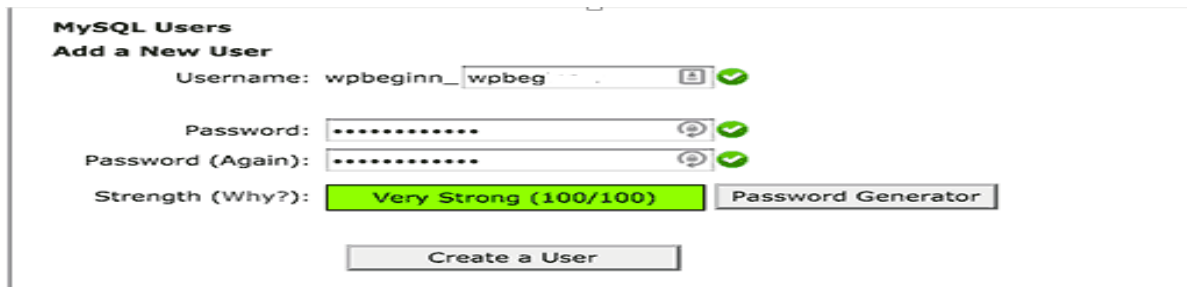 MySQL Users
Add a New User
Username: wpbeginn_ wpbeg
Password: ••••••••••••
Password (Again): ••••••••••••
Strength (Why?): Very Strong (100/100) Password Generator
Create a User